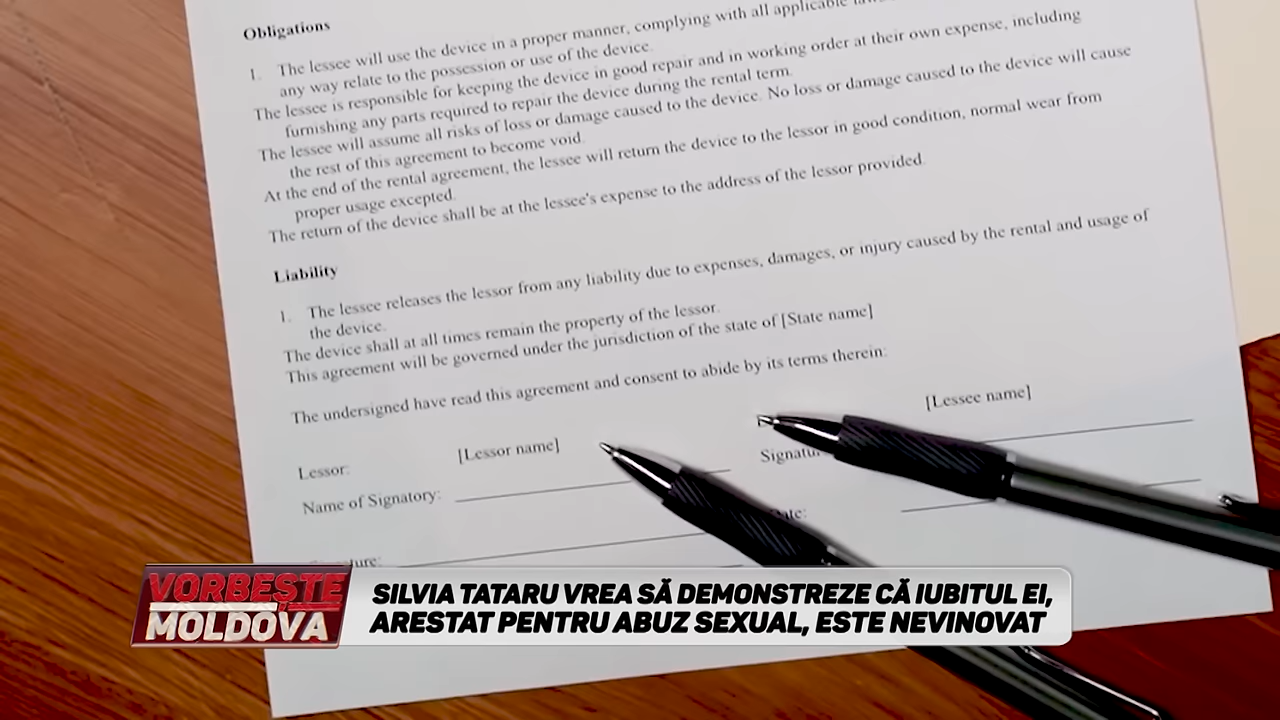 Obligations
1. The lessee will use the device in a proper manner, complying with all applicable
any way relate to the possession or use of the device.
The lessee is responsible for keeping the device in good repair and in working order at their own expense, including
furnishing any parts required to repair the device during the rental term.
The lessee will assume all risks of loss or damage caused to the device. No loss or damage caused to the device will cause
the rest of this agreement to become void.
At the end of the rental agreement, the lessee will return the device to the lessor in good condition, normal wear from
proper usage excepted.
The return of the device shall be at the lessee's expense to the address of the lessor provided.
Liability
1. The lessee releases the lessor from any liability due to expenses, damages, or injury caused by the rental and usage of
the device.
The device shall at all times remain the property of the lessor.
This agreement will be governed under the jurisdiction of the state of [State name]
The undersigned have read this agreement and consent to abide by its terms therein:
Lessor: [Lessor name]
[Lessee name]
Name of Signatory:
VORBEȘTE
MOLDOVA
SILVIA TATARU VREA SĂ DEMONSTREZE CĂ IUBITUL EI,
ARESTAT PENTRU ABUZ SEXUAL, ESTE NEVINOVAT